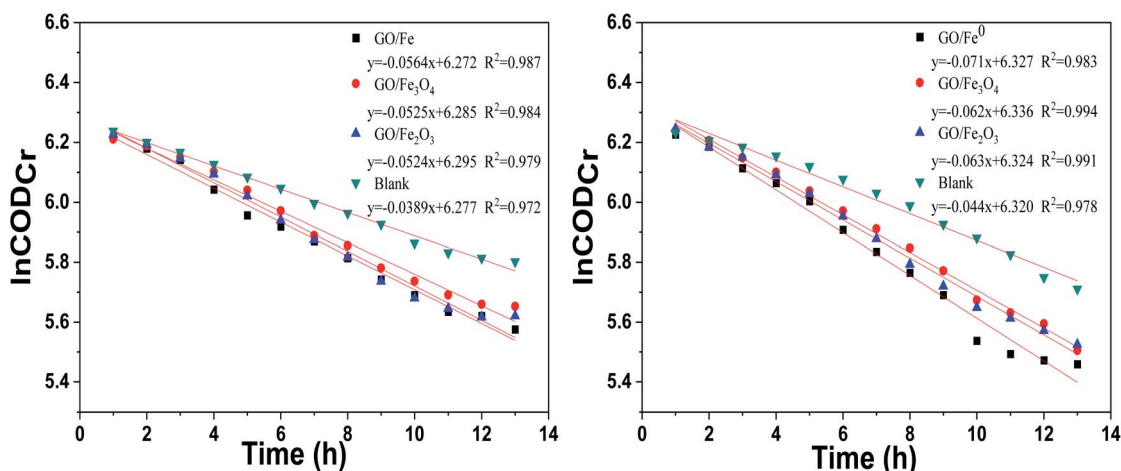 6.6
6.4
6.2
6.0
5.8
5.6
5.4
lnCODCr
0 2 4 6 8 10 12 14
Time (h)
GO/Fe
y=-0.0564x+6.272 R²=0.987
GO/Fe₃O₄
y=-0.0525x+6.285 R²=0.984
GO/Fe₂O₃
y=-0.0524x+6.295 R²=0.979
Blank
y=-0.0389x+6.277 R²=0.972
6.6
6.4
6.2
6.0
5.8
5.6
5.4
lnCODCr
0 2 4 6 8 10 12 14
Time (h)
GO/Fe⁰
y=-0.071x+6.327 R²=0.983
GO/Fe₃O₄
y=-0.062x+6.336 R²=0.994
GO/Fe₂O₃
y=-0.063x+6.324 R²=0.991
Blank
y=-0.044x+6.320 R²=0.978